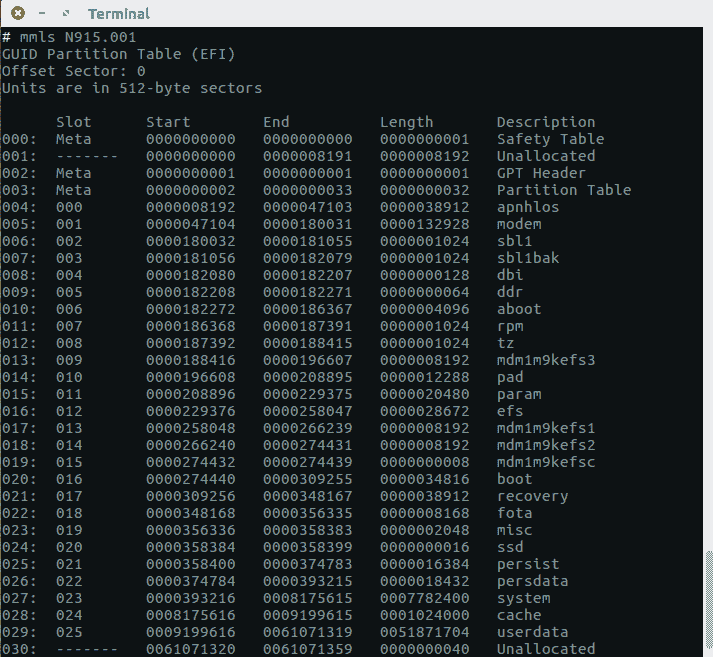 Terminal
# mmls N915.001
GUID Partition Table (EFI)
Offset Sector: 0
Units are in 512-byte sectors
Slot Start End Length Description
000: Meta 0000000000 0000000000 0000000001 Safety Table
001: ------- 0000000000 0000008191 0000008192 Unallocated
002: Meta 0000000001 0000000001 0000000001 GPT Header
003: Meta 0000000002 0000000033 0000000032 Partition Table
004: 000 0000008192 0000047103 0000038912 apnhlos
005: 001 0000047104 0000180031 0000132928 modem
006: 002 0000180032 0000181055 0000001024 sbl1
007: 003 0000181056 0000182079 0000001024 sbl1bak
008: 004 0000182080 0000182207 0000000128 dbi
009: 005 0000182208 0000182271 0000000064 ddr
010: 006 0000182272 0000186367 0000004096 aboot
011: 007 0000186368 0000187391 0000001024 rpm
012: 008 0000187392 0000188415 0000001024 tz
013: 009 0000188416 0000196607 0000008192 mdm1m9kefs3
014: 010 0000196608 0000208895 0000012288 pad
015: 011 0000208896 0000229375 0000020480 param
016: 012 0000229376 0000258047 0000028672 efs
017: 013 0000258048 0000266239 0000008192 mdm1m9kefs1
018: 014 0000266240 0000274431 0000008192 mdm1m9kefs2
019: 015 0000274432 0000274439 0000000008 mdm1m9kefsc
020: 016 0000274440 0000309255 0000034816 boot
021: 017 0000309256 0000348167 0000038912 recovery
022: 018 0000348168 0000356335 0000008168 fota
023: 019 0000356336 0000358383 0000002048 misc
024: 020 0000358384 0000358399 0000000016 ssd
025: 021 0000358400 0000374783 0000016384 persist
026: 022 0000374784 0000393215 0000018432 persdata
027: 023 0000393216 0008175615 0007782400 system
028: 024 0008175616 0009199615 0001024000 cache
029: 025 0009199616 0061071319 0051871704 userdata
030: ------- 0061071320 0061071359 0000000040 Unallocated